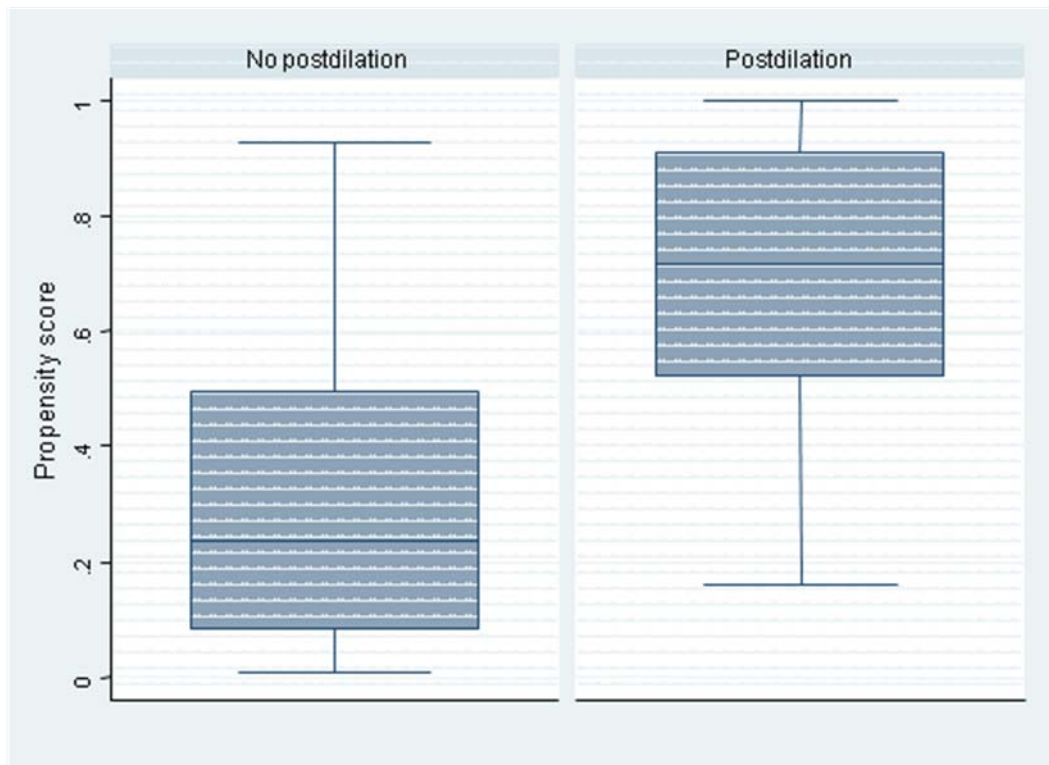 No postdilation
Postdilation
Propensity score
1
.8
.6
.4
.2
0